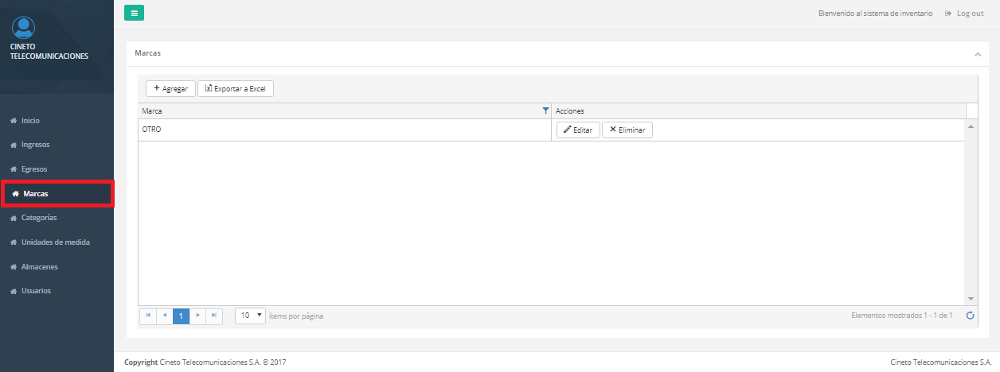 CINETO
TELECOMUNICACIONES
Bienvenido al sistema de inventario Log out
Inicio
Ingresos
Egresos
Marcas
Categorías
Unidades de medida
Almacenes
Usuarios
Marcas
Agregar Exportar a Excel
Marca Acciones
OTRO Editar Eliminar
1 10 ítems por página Elementos mostrados 1 - 1 de 1
Copyright Cineto Telecomunicaciones S.A. © 2017 Cineto Telecomunicaciones S.A.